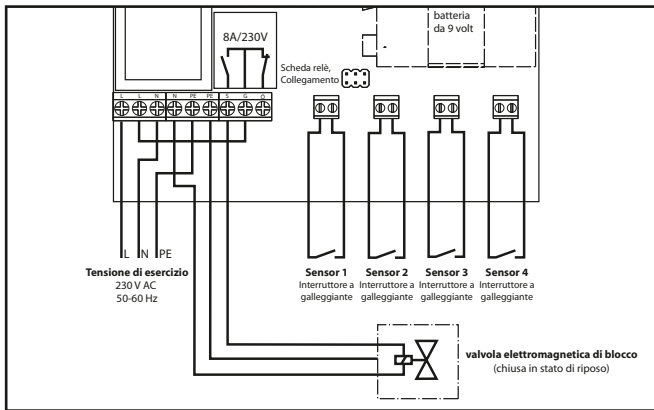 batteria
da 9 volt
8A/230V
Scheda relè,
Collegamento
L L N N PE PE S G O
L N PE
Tensione di esercizio
230 V AC
50-60 Hz
Sensor 1
Interruttore a
galleggiante
Sensor 2
Interruttore a
galleggiante
Sensor 3
Interruttore a
galleggiante
Sensor 4
Interruttore a
galleggiante
valvola elettromagnetica di blocco
(chiusa in stato di riposo)